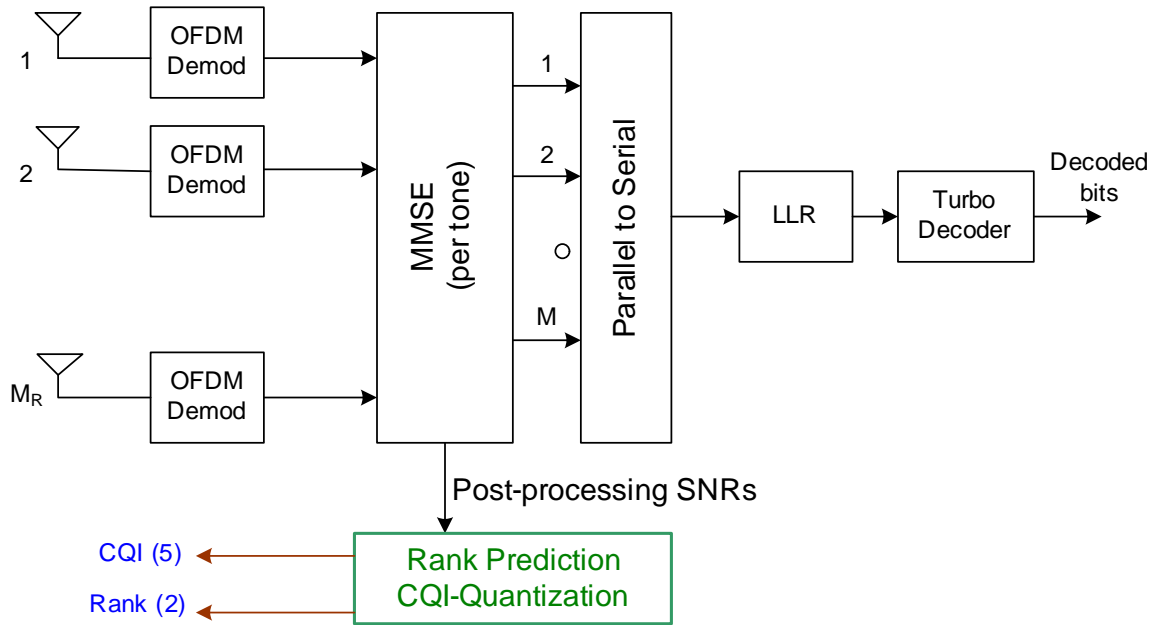 1
OFDM
Demod
2
OFDM
Demod
M_R
OFDM
Demod
MMSE
(per tone)
1
2
M
Parallel to Serial
LLR
Turbo
Decoder
Decoded
bits
Post-processing SNRs
Rank Prediction
CQI-Quantization
CQI (5)
Rank (2)